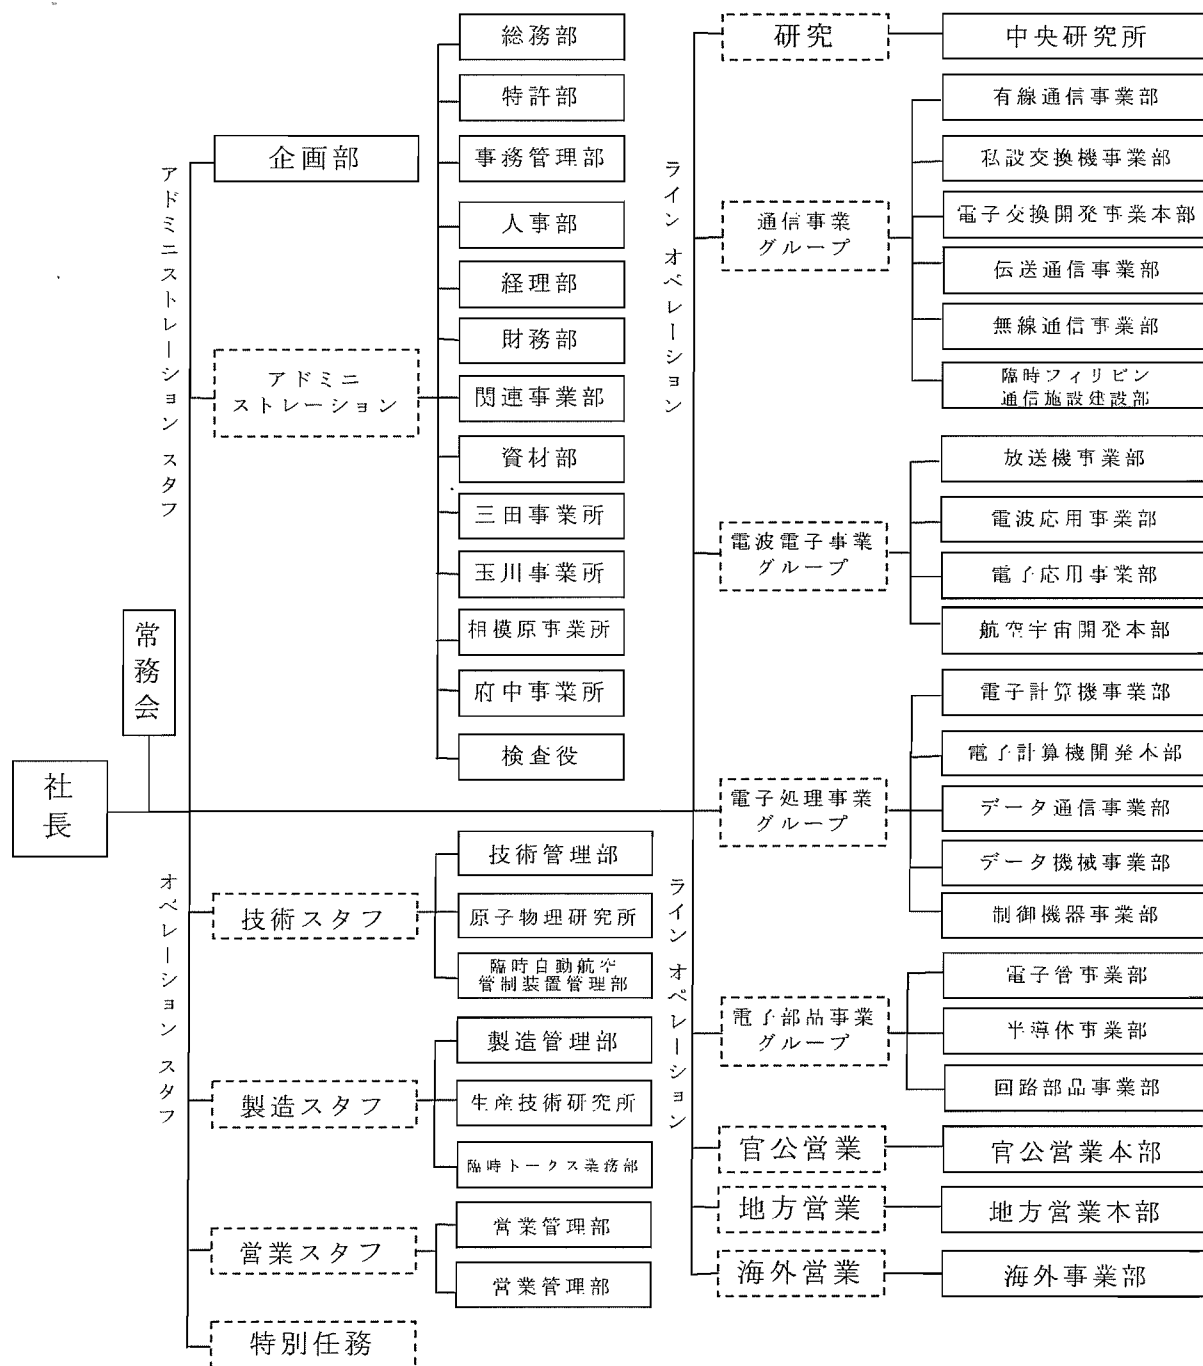 社長
常務会
アドミニストレーション スタッフ
企画部
アドミニ
ストレーション
総務部
特許部
事務管理部
人事部
経理部
財務部
関連事業部
資材部
三田事業所
玉川事業所
相模原事業所
府中事業所
検査役
オペレーション スタッフ
技術スタッフ
技術管理部
原子物理研究所
臨時自動航空
管制装置管理部
製造スタッフ
製造管理部
生産技術研究所
臨時トークス業務部
営業スタッフ
営業管理部
営業管理部
特別任務
ライン オペレーション
研究
中央研究所
通信事業
グループ
有線通信事業部
私設交換機事業部
電子交換開発事業本部
伝送通信事業部
無線通信事業部
臨時フィリピン
通信施設建設部
電波電子事業
グループ
放送機事業部
電波応用事業部
電子応用事業部
航空宇宙開発本部
電子処理事業
グループ
電子計算機事業部
電子計算機開発本部
データ通信事業部
データ機械事業部
制御機器事業部
ライン オペレーション
電子部品事業
グループ
電子管事業部
半導体事業部
回路部品事業部
官公営業
官公営業本部
地方営業
地方営業本部
海外営業
海外事業部